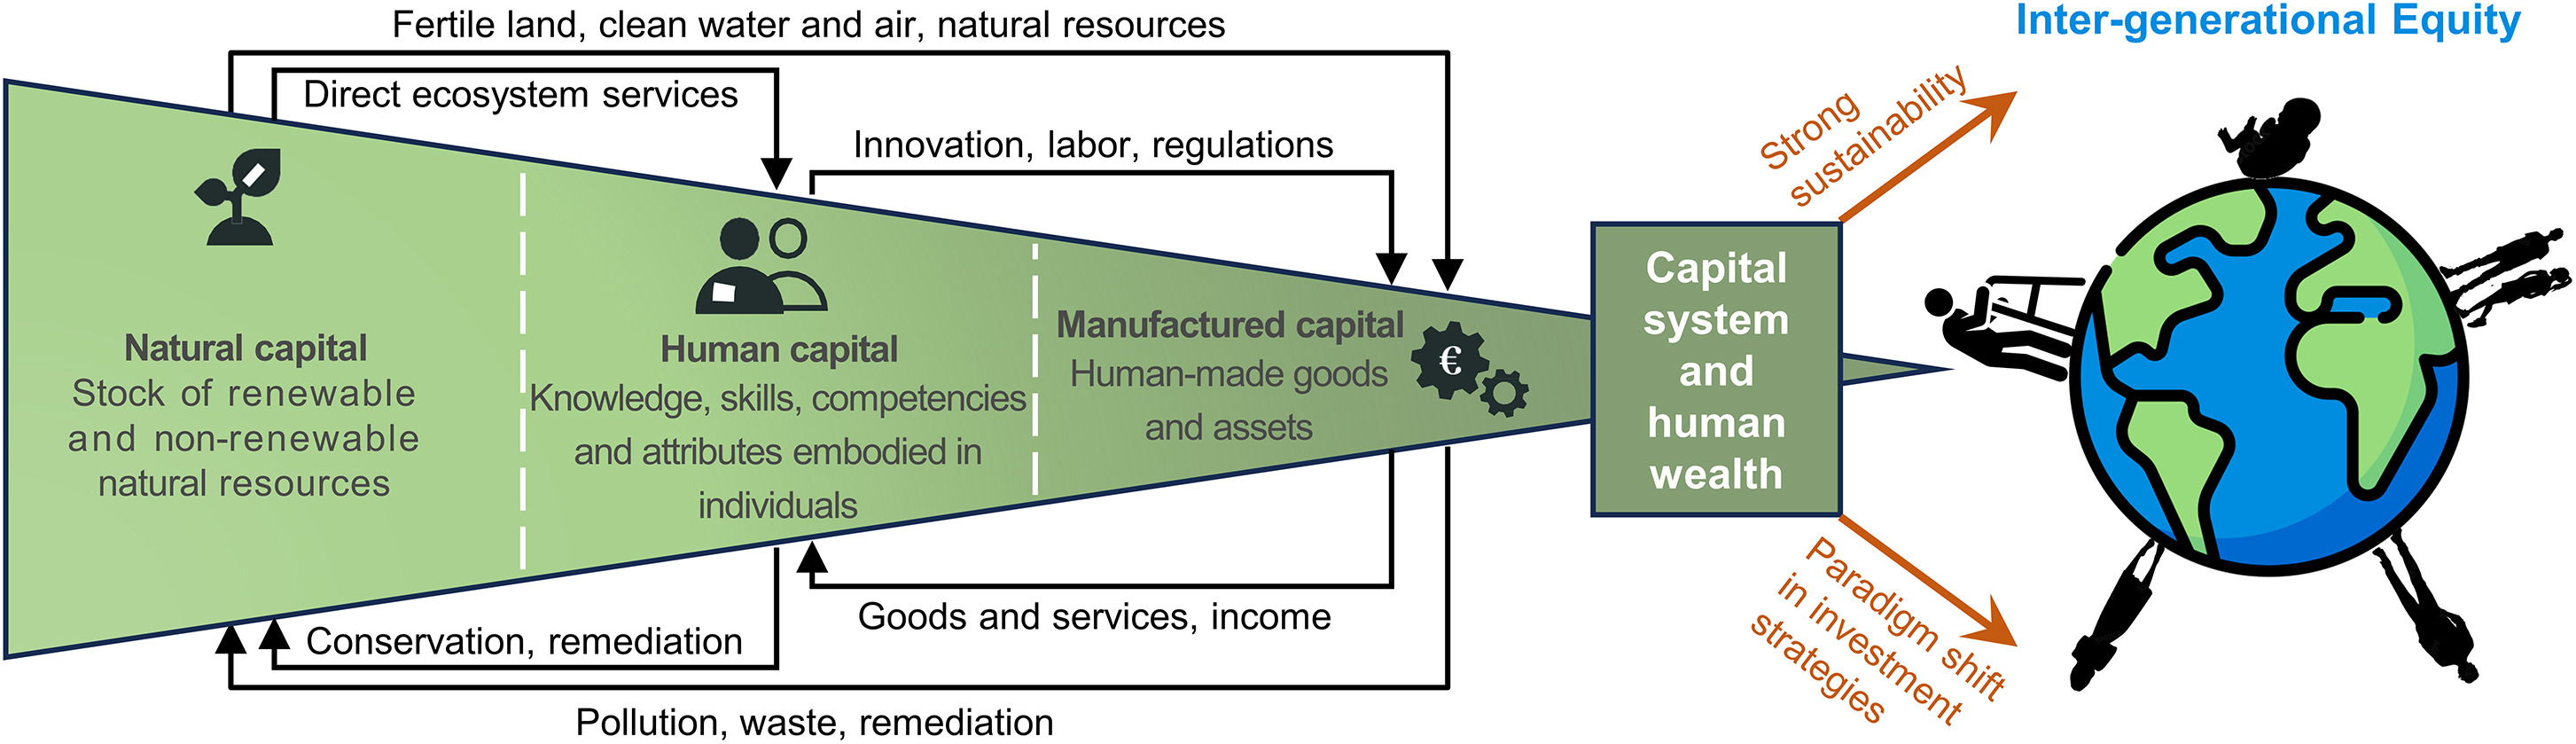 Fertile land, clean water and air, natural resources
Inter-generational Equity
Direct ecosystem services
Innovation, labor, regulations
Strong
sustainability
Natural capital
Stock of renewable
and non-renewable
natural resources
Human capital
Knowledge, skills, competencies
and attributes embodied in
individuals
Manufactured capital
Human-made goods
and assets
€
Capital
system
and
human
wealth
Goods and services, income
Conservation, remediation
Pollution, waste, remediation
Paradigm shift
in investment
strategies